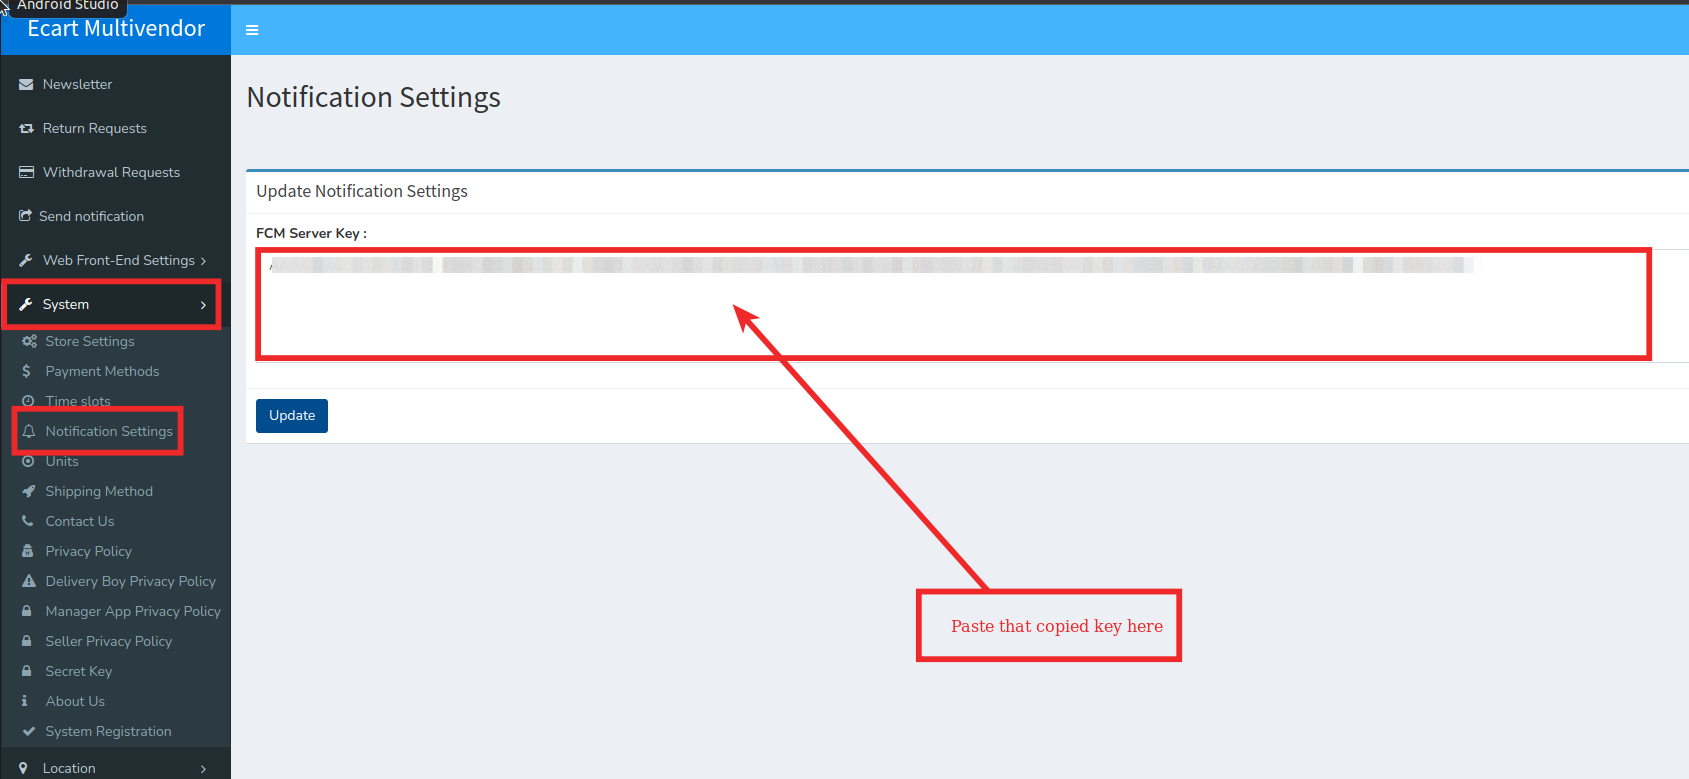 Android Studio
Ecart Multivendor
Newsletter
Return Requests
Withdrawal Requests
Send notification
Web Front-End Settings
System
Store Settings
Payment Methods
Time slots
Notification Settings
Units
Shipping Method
Contact Us
Privacy Policy
Delivery Boy Privacy Policy
Manager App Privacy Policy
Seller Privacy Policy
Secret Key
About Us
System Registration
Location
Notification Settings
Update Notification Settings
FCM Server Key :
Update
Paste that copied key here